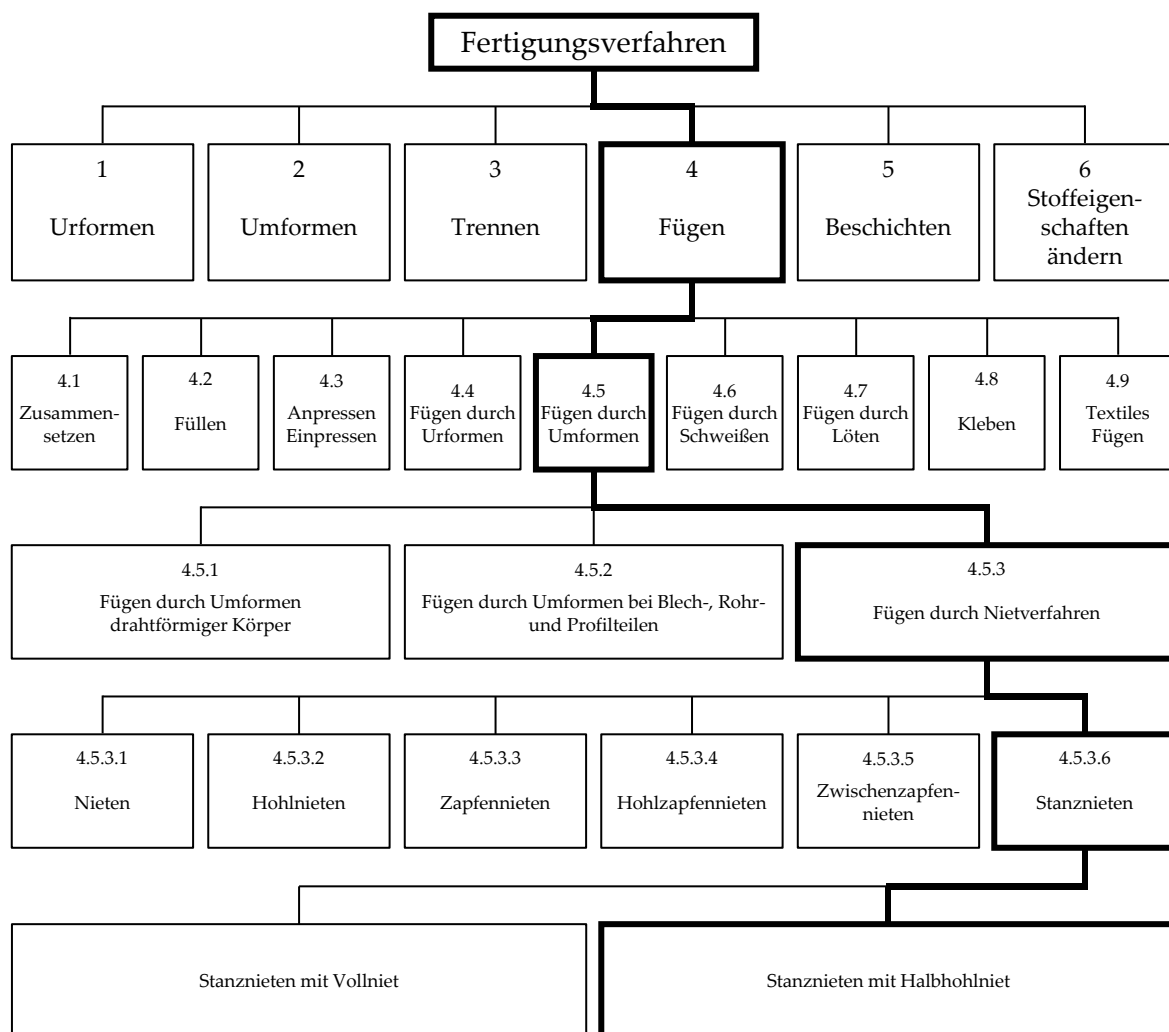 Fertigungsverfahren
1
Urformen
2
Umformen
3
Trennen
4
Fügen
5
Beschichten
6
Stoffeigen-
schaften
ändern
4.1
Zusammen-
setzen
4.2
Füllen
4.3
Anpressen
Einpressen
4.4
Fügen durch
Urformen
4.5
Fügen durch
Umformen
4.6
Fügen durch
Schweißen
4.7
Fügen durch
Löten
4.8
Kleben
4.9
Textiles
Fügen
4.5.1
Fügen durch Umformen
drahtförmiger Körper
4.5.2
Fügen durch Umformen bei Blech-, Rohr-
und Profilteilen
4.5.3
Fügen durch Nietverfahren
4.5.3.1
Nieten
4.5.3.2
Hohlnieten
4.5.3.3
Zapfennieten
4.5.3.4
Hohlzapfennieten
4.5.3.5
Zwischenzapfen-
nieten
4.5.3.6
Stanznieten
Stanznieten mit Vollniet
Stanznieten mit Halbhohlniet